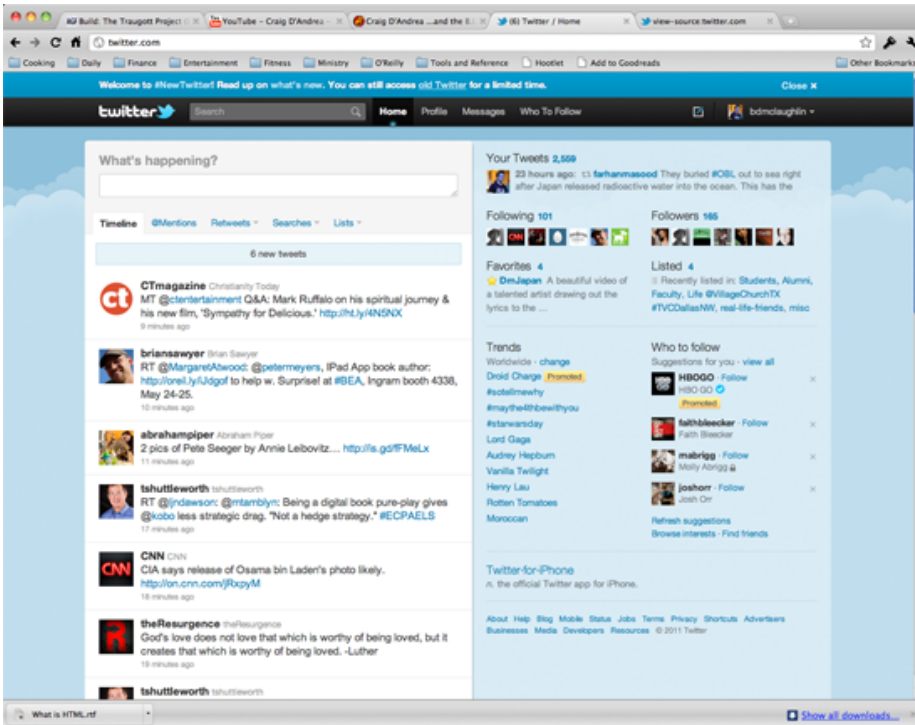 Build: The Traugott Project
YouTube - Craig D'Andrea -
Craig D'Andrea ...and the
(6) Twitter / Home
view-source:twitter.com
twitter.com
Cooking Daily Finance Entertainment Fitness Ministry O'Reilly Tools and Reference Hootlet Add to Goodreads Other Bookmarks
Welcome to #NewTwitter! Read up on what's new. You can still access old Twitter for a limited time. Close x
twitter Search Home Profile Messages Who To Follow bdmclaughlin
What's happening?
Timeline @Mentions Retweets Searches Lists
6 new tweets
CTmagazine Christianity Today
MT @ctentertainment Q&A: Mark Ruffalo on his spiritual journey &
his new film, 'Sympathy for Delicious.' http://ht.ly/4N5NX
9 minutes ago
briansawyer Brian Sawyer
RT @MargaretAtwood: @petermeyers, IPad App book author:
http://oreil.ly/iJdgof to help w. Surprise! at #BEA, Ingram booth 4338,
May 24-25.
10 minutes ago
abrahampiper Abraham Piper
2 pics of Pete Seeger by Annie Leibovitz… http://is.gd/fFMeLx
11 minutes ago
tshuttleworth tshuttleworth
RT @jndawson: @mtamblyn: Being a digital book pure-play gives
@kobo less strategic drag. "Not a hedge strategy." #ECPAELS
17 minutes ago
CNN CNN
CIA says release of Osama bin Laden's photo likely.
http://on.cnn.com/jRxpyM
18 minutes ago
theResurgence theResurgence
God's love does not love that which is worthy of being loved, but it
creates that which is worthy of being loved. -Luther
19 minutes ago
tshuttleworth tshuttleworth
Your Tweets 2,559
23 hours ago: farhanmasood They buried #OBL out to sea right
after Japan released radioactive water into the ocean. This has the
Following 101
Followers 165
Favorites 4
DmJapan A beautiful video of
a talented artist drawing out the
lyrics to the ...
Listed 4
Recently listed in: Students, Alumni,
Faculty, Life @VillageChurchTX
#TVCDallasNW, real-life-friends, misc
Trends
Worldwide · change
Droid Charge Promoted
#sotellmewhy
#maythe4thbewithyou
#starwarsday
Lord Gaga
Audrey Hepburn
Vanilla Twilight
Henry Lau
Rotten Tomatoes
Moroccan
Who to follow
Suggestions for you · view all
HBOGO · Follow
HBO GO
Promoted
faithbleecker · Follow
Faith Bleecker
mabrigg · Follow
Molly Abrigg
joshorr · Follow
Josh Orr
Refresh suggestions
Browse interests · Find friends
Twitter-for-iPhone
n. the official Twitter app for iPhone.
About Help Blog Mobile Status Jobs Terms Privacy Shortcuts Advertisers
Businesses Media Developers Resources © 2011 Twitter
What is HTML.rtf
Show all downloads...